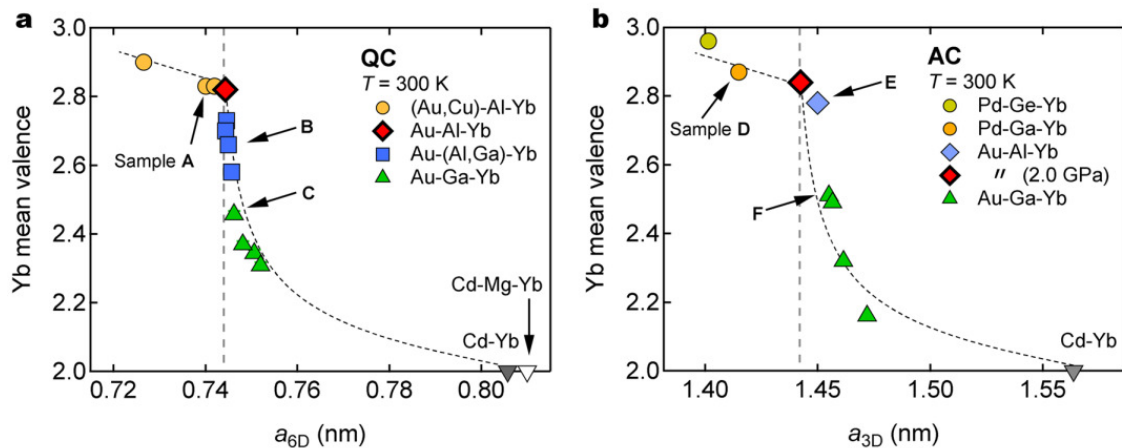 a
QC
T = 300 K
(Au,Cu)-Al-Yb
Au-Al-Yb
Au-(Al,Ga)-Yb
Au-Ga-Yb
Sample A
B
C
Cd-Mg-Yb
Cd-Yb
Yb mean valence
3.0
2.8
2.6
2.4
2.2
2.0
0.72 0.74 0.76 0.78 0.80
a6D (nm)
b
AC
T = 300 K
Pd-Ge-Yb
Pd-Ga-Yb
Au-Al-Yb
〃 (2.0 GPa)
Au-Ga-Yb
E
Sample D
F
Cd-Yb
Yb mean valence
3.0
2.8
2.6
2.4
2.2
2.0
1.40 1.45 1.50 1.55
a3D (nm)